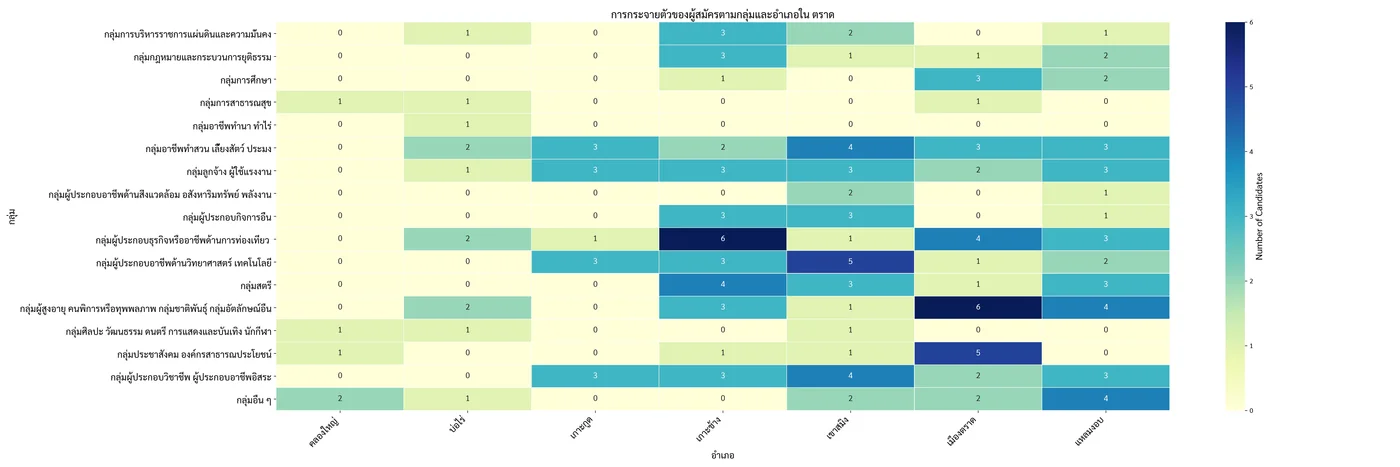 การกระจายตัวของผู้สมัครตามกลุ่มและอำเภอใน ตราด
กลุ่มการบริหารราชการแผ่นดินและความมั่นคง 0 1 0 3 2 0 1
กลุ่มกฎหมายและกระบวนการยุติธรรม 0 0 0 3 1 1 2
กลุ่มการศึกษา 0 0 0 1 0 3 2
กลุ่มการสาธารณสุข 1 1 0 0 0 1 0
กลุ่มอาชีพทำนา ทำไร่ 0 1 0 0 0 0 0
กลุ่มอาชีพทำสวน เลี้ยงสัตว์ ประมง 0 2 3 2 4 3 3
กลุ่มลูกจ้าง ผู้ใช้แรงงาน 0 1 3 3 3 2 3
กลุ่มผู้ประกอบอาชีพด้านสิ่งแวดล้อม อสังหาริมทรัพย์ พลังงาน 0 0 0 0 2 0 1
กลุ่มผู้ประกอบกิจการอื่น 0 0 0 3 3 0 1
กลุ่มผู้ประกอบธุรกิจหรืออาชีพด้านการท่องเที่ยว 0 2 1 6 1 4 3
กลุ่มผู้ประกอบอาชีพด้านวิทยาศาสตร์ เทคโนโลยี 0 0 3 3 5 1 2
กลุ่มสตรี 0 0 0 4 3 1 3
กลุ่มผู้สูงอายุ คนพิการหรือทุพพลภาพ กลุ่มชาติพันธุ์ กลุ่มอัตลักษณ์อื่น 0 2 0 3 1 6 4
กลุ่มศิลปะ วัฒนธรรม ดนตรี การแสดงและบันเทิง นักกีฬา 1 1 0 0 1 0 0
กลุ่มประชาสังคม องค์กรสาธารณประโยชน์ 1 0 0 1 1 5 0
กลุ่มผู้ประกอบวิชาชีพ ผู้ประกอบอาชีพอิสระ 0 0 3 3 4 2 3
กลุ่มอื่น ๆ 2 1 0 0 2 2 4
คลองใหญ่ บ่อไร่ เกาะกูด เกาะช้าง เขาสมิง เมืองตราด แหลมงอบ
อำเภอ
กลุ่ม
6
5
4
3
2
1
0
Number of Candidates